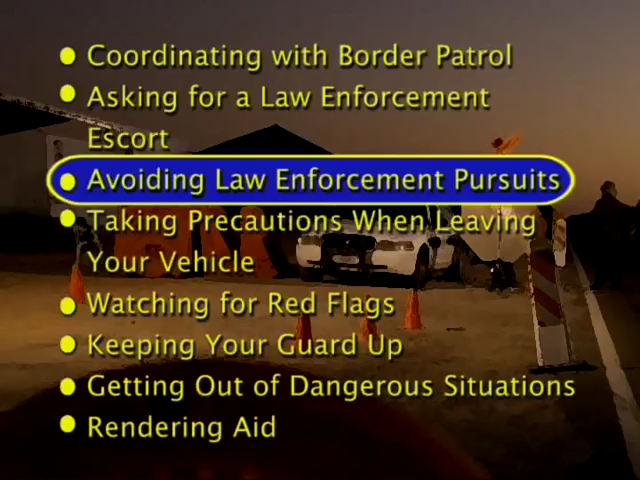 Coordinating with Border Patrol
Asking for a Law Enforcement
Escort
Avoiding Law Enforcement Pursuits
Taking Precautions When Leaving
Your Vehicle
Watching for Red Flags
Keeping Your Guard Up
Getting Out of Dangerous Situations
Rendering Aid